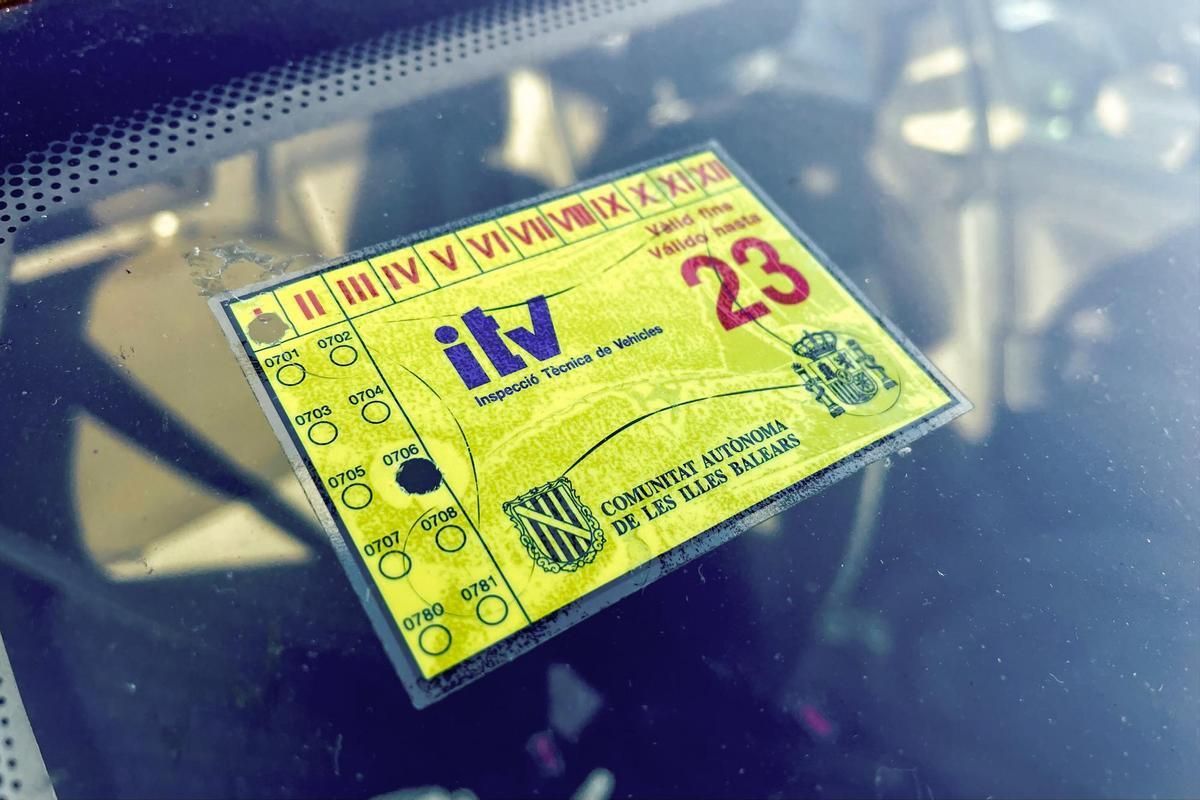 I II III IV V VI VII VIII IX X XI XII
Vàlid fins
Válido hasta
23
itv
Inspecció Tècnica de Vehicles
0701 0702
0703 0704
0705 0706
0707 0708
0780 0781
COMUNITAT AUTÒNOMA
DE LES ILLES BALEARS